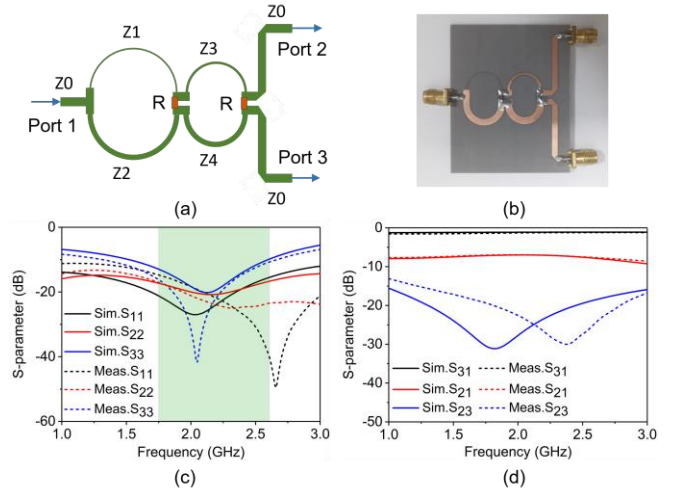 Z1
Z3
Z0
Port 2
Z0
Port 1
R
R
Z2
Z4
Port 3
Z0
(a)
(b)
S-parameter (dB)
0
-20
-40
-60
1.0
1.5
2.0
2.5
3.0
Sim.S11
Sim.S22
Sim.S33
Meas.S11
Meas.S22
Meas.S33
Frequency (GHz)
(c)
S-parameter (dB)
0
-10
-20
-30
-40
-50
1.0
1.5
2.0
2.5
3.0
Sim.S31 Meas.S31
Sim.S21 Meas.S21
Sim.S23 Meas.S23
Frequency (GHz)
(d)